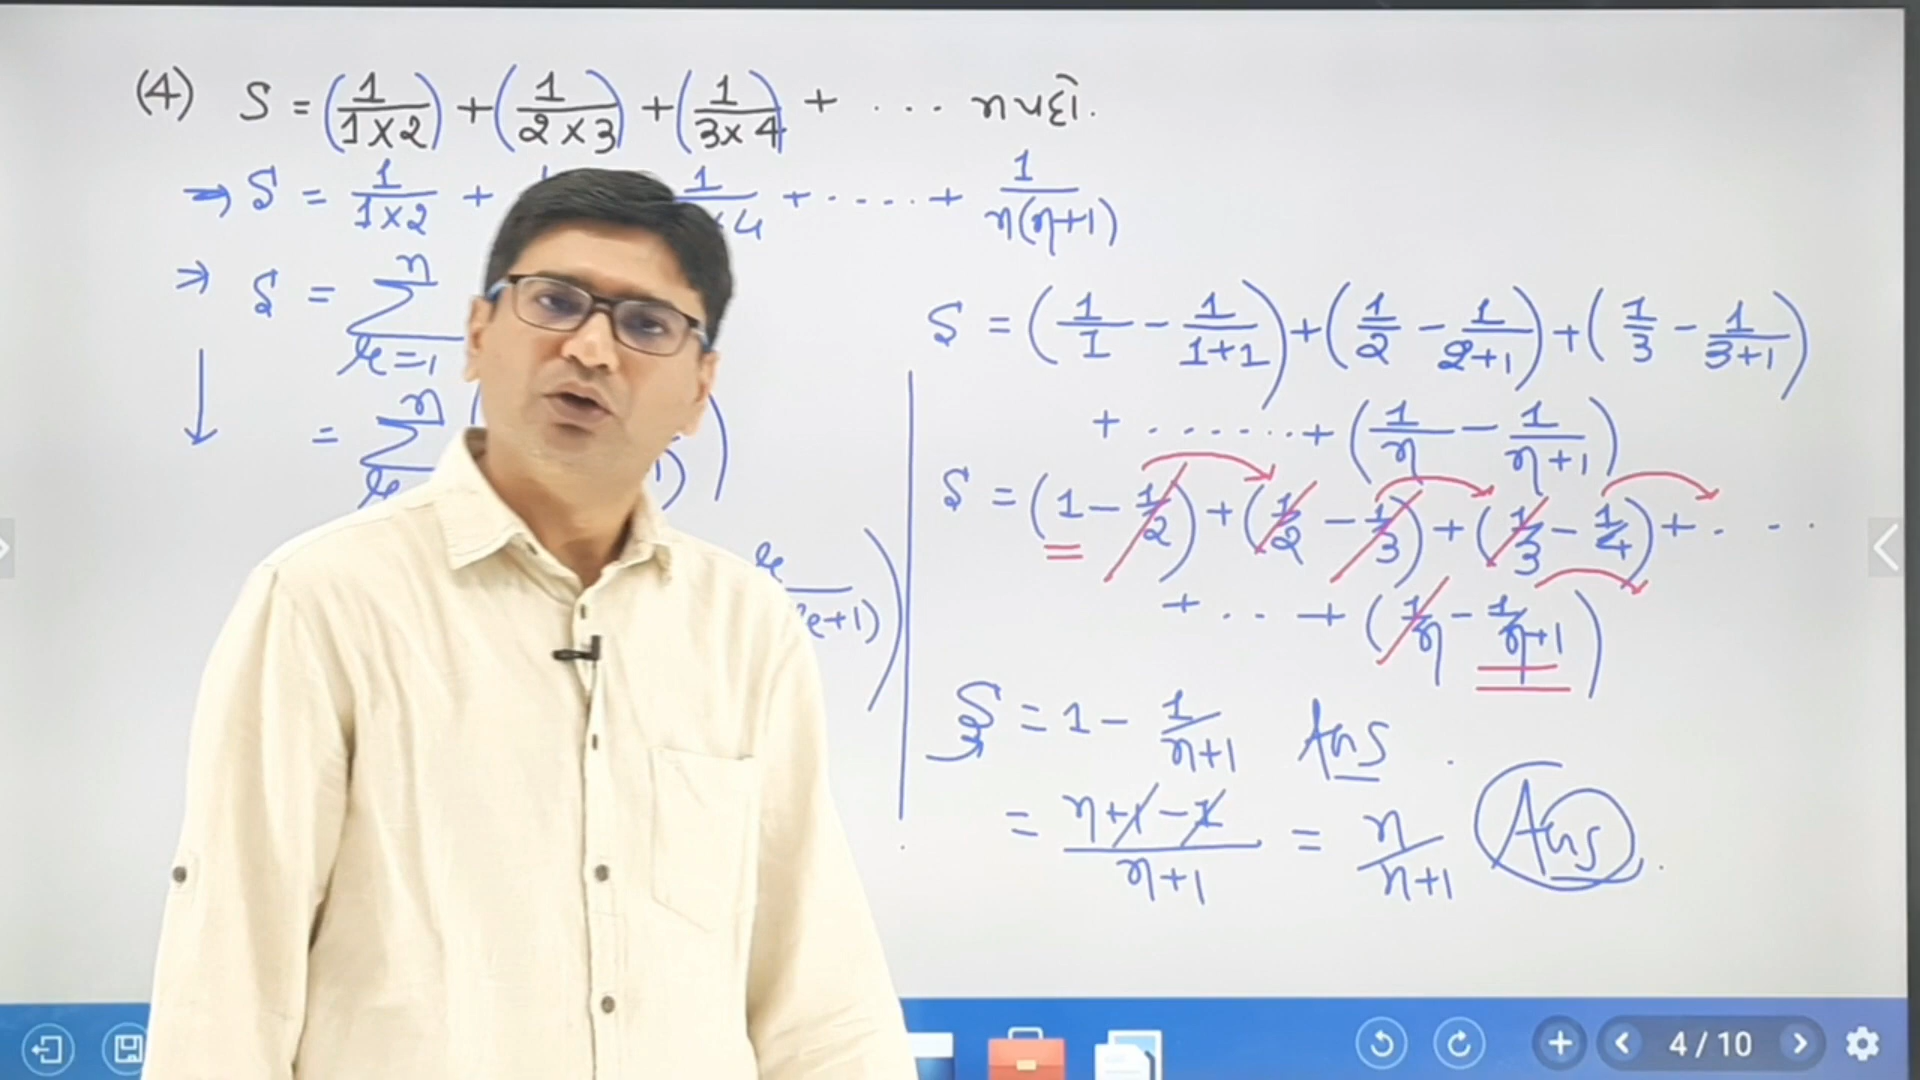 (4) S = (1/(1×2)) + (1/(2×3)) + (1/(3×4)) + ... n પદો.
⇒ S = 1/(1×2) + 1 + ..... + 1/(n(n+1))
⇒ S = ∑ n r=1
= ∑ n
r
r+1)
S = (1/1 - 1/(1+1)) + (1/2 - 1/(2+1)) + (1/3 - 1/(3+1))
+ ...... + (1/n - 1/(n+1))
S = (1 - 1/2) + (1/2 - 1/3) + (1/3 - 1/4) + ...
+ ... + (1/n - 1/(n+1))
S = 1 - 1/(n+1) Ans
= (n+1-1)/(n+1) = n/(n+1) Ans.
4 / 10